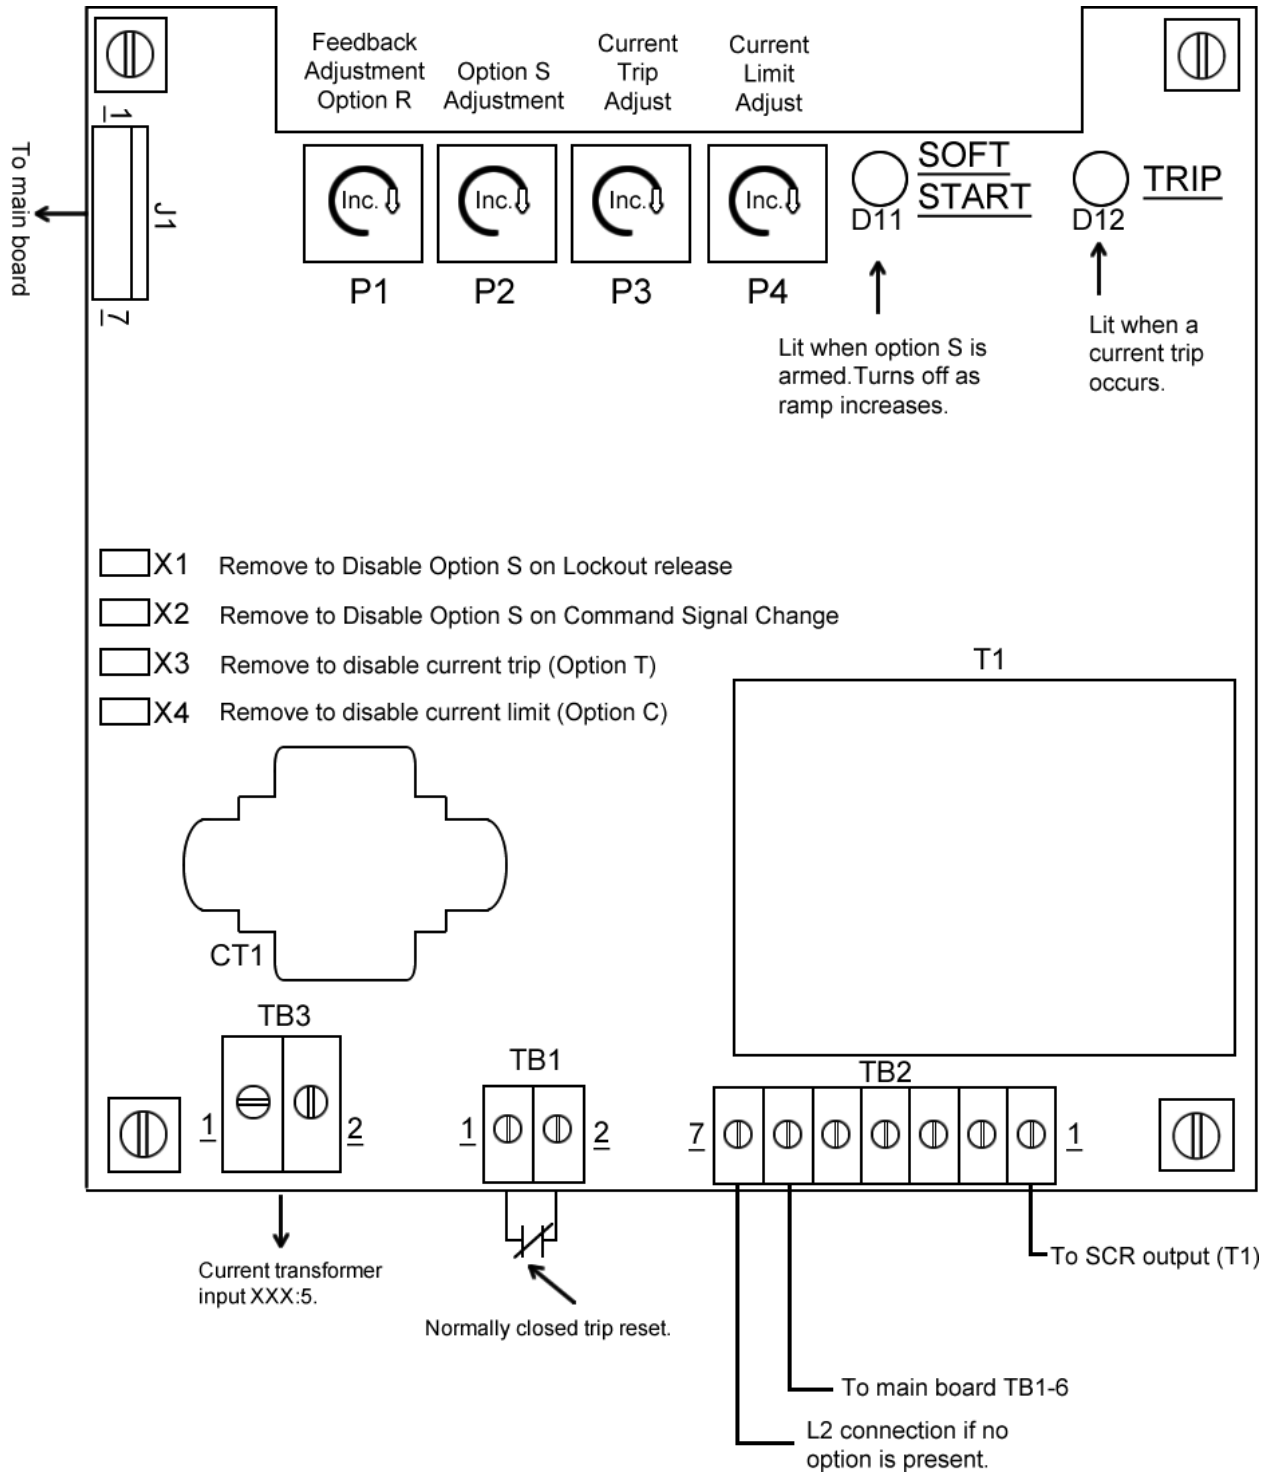 Feedback
Adjustment
Option R
Option S
Adjustment
Current
Trip
Adjust
Current
Limit
Adjust
1
To main board
J1
7
Inc.
Inc.
Inc.
Inc.
P1
P2
P3
P4
SOFT
START
D11
TRIP
D12
Lit when option S is
armed.Turns off as
ramp increases.
Lit when a
current trip
occurs.
X1 Remove to Disable Option S on Lockout release
X2 Remove to Disable Option S on Command Signal Change
X3 Remove to disable current trip (Option T)
X4 Remove to disable current limit (Option C)
T1
CT1
TB3
1
2
TB1
1
2
TB2
7
1
Current transformer
input XXX:5.
Normally closed trip reset.
To SCR output (T1)
To main board TB1-6
L2 connection if no
option is present.